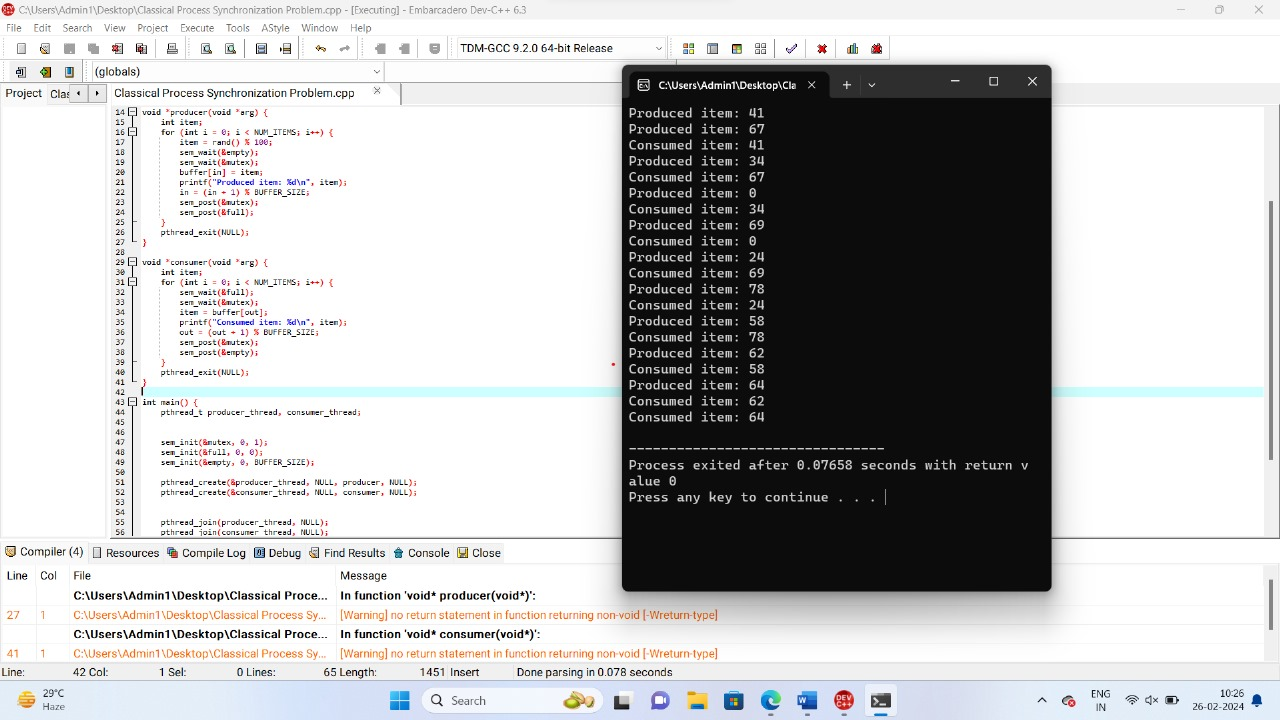 C:\Users\Admin1\Desktop\Classical Process Synchronization Problem.cpp - [Executing] - Embarcadero Dev-C++ 6.3
File Edit Search View Project Execute Tools AStyle Window Help
TDM-GCC 9.2.0 64-bit Release
(globals)
Project Clas Classical Process Synchronization Problem.cpp
14 void *producer(void *arg) {
15 int item;
16 for (int i = 0; i < NUM_ITEMS; i++) {
17 item = rand() % 100;
18 sem_wait(&empty);
19 sem_wait(&mutex);
20 buffer[in] = item;
21 printf("Produced item: %d\n", item);
22 in = (in + 1) % BUFFER_SIZE;
23 sem_post(&mutex);
24 sem_post(&full);
25 }
26 pthread_exit(NULL);
27 }
28
29 void *consumer(void *arg) {
30 int item;
31 for (int i = 0; i < NUM_ITEMS; i++) {
32 sem_wait(&full);
33 sem_wait(&mutex);
34 item = buffer[out];
35 printf("Consumed item: %d\n", item);
36 out = (out + 1) % BUFFER_SIZE;
37 sem_post(&mutex);
38 sem_post(&empty);
39 }
40 pthread_exit(NULL);
41 }
42
43 int main() {
44 pthread_t producer_thread, consumer_thread;
45
46
47 sem_init(&mutex, 0, 1);
48 sem_init(&full, 0, 0);
49 sem_init(&empty, 0, BUFFER_SIZE);
50
51 pthread_create(&producer_thread, NULL, producer, NULL);
52 pthread_create(&consumer_thread, NULL, consumer, NULL);
53
54
55 pthread_join(producer_thread, NULL);
56 pthread_join(consumer_thread, NULL);
C:\Users\Admin1\Desktop\Cla
Produced item: 41
Produced item: 67
Consumed item: 41
Produced item: 34
Consumed item: 67
Produced item: 0
Consumed item: 34
Produced item: 69
Consumed item: 0
Produced item: 24
Consumed item: 69
Produced item: 78
Consumed item: 24
Produced item: 58
Consumed item: 78
Produced item: 62
Consumed item: 58
Produced item: 64
Consumed item: 62
Consumed item: 64
--------------------------------
Process exited after 0.07658 seconds with return v
alue 0
Press any key to continue . . .
Compiler (4) Resources Compile Log Debug Find Results Console Close
Line Col File Message
C:\Users\Admin1\Desktop\Classical Proce... In function 'void* producer(void*)':
27 1 C:\Users\Admin1\Desktop\Classical Process Sy... [Warning] no return statement in function returning non-void [-Wreturn-type]
C:\Users\Admin1\Desktop\Classical Proce... In function 'void* consumer(void*)':
41 1 C:\Users\Admin1\Desktop\Classical Process Sy... [Warning] no return statement in function returning non-void [-Wreturn-type]
Line: 42 Col: 1 Sel: 0 Lines: 65 Length: 1451 Insert Done parsing in 0.078 seconds
29°C
Haze
Search
DEV C++
ENG
IN
10:26
26-02-2024